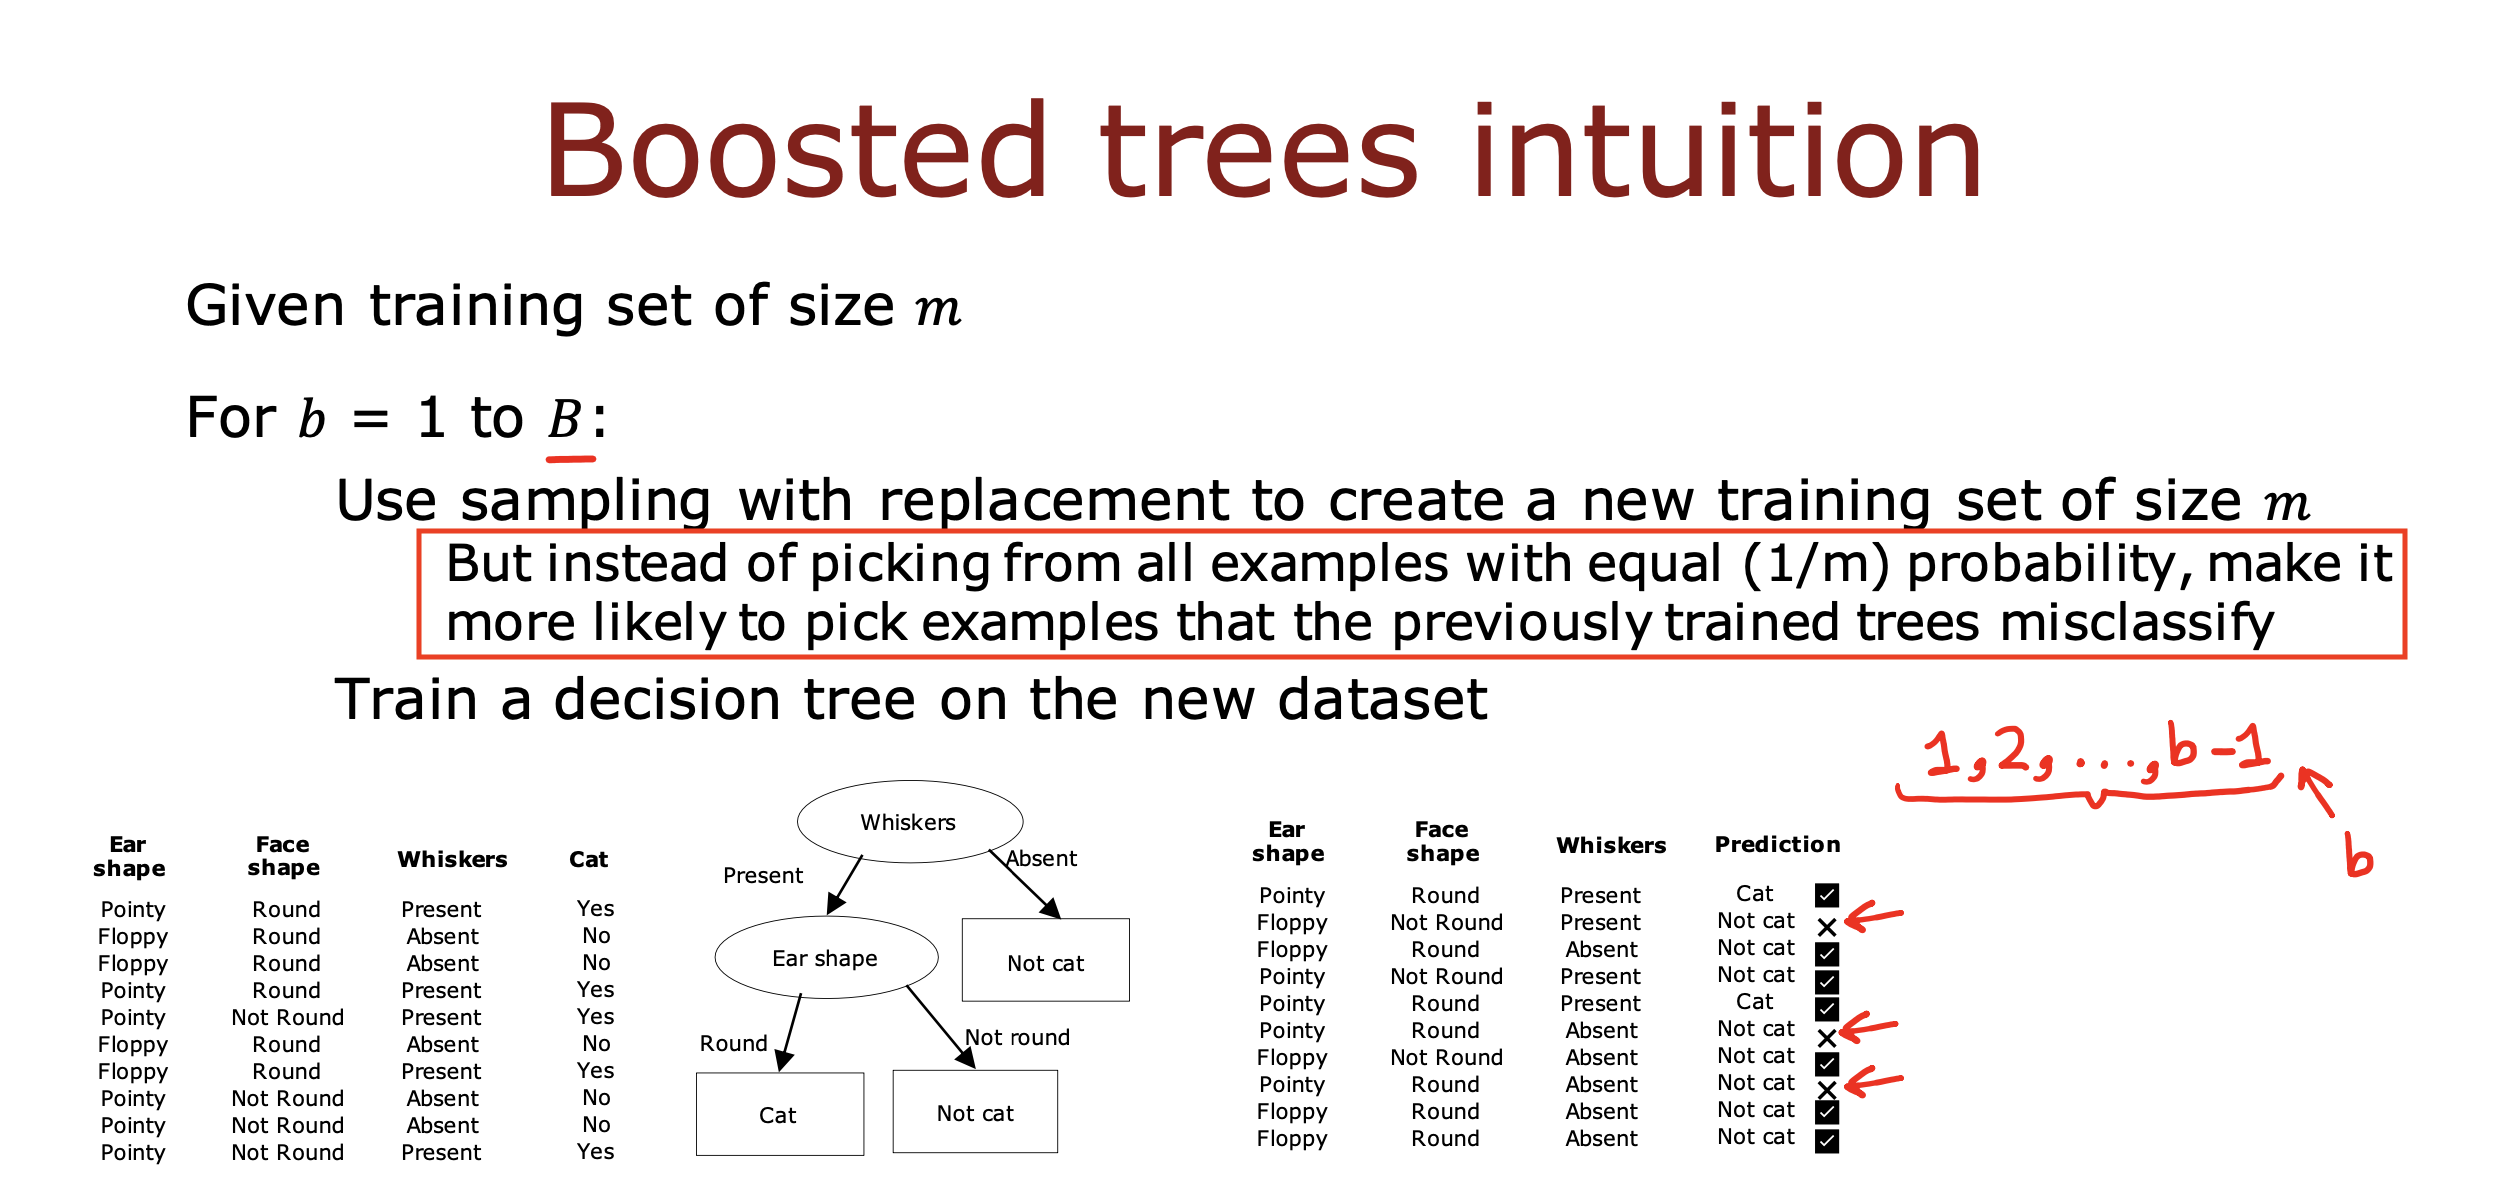 Boosted trees intuition
Given training set of size m
For b = 1 to B:
Use sampling with replacement to create a new training set of size m
But instead of picking from all examples with equal (1/m) probability, make it
more likely to pick examples that the previously trained trees misclassify
Train a decision tree on the new dataset
1, 2, ..., b-1
b
Ear shape Face shape Whiskers Cat
Pointy Round Present Yes
Floppy Round Absent No
Floppy Round Absent No
Pointy Round Present Yes
Pointy Not Round Present Yes
Floppy Round Absent No
Floppy Round Present Yes
Pointy Not Round Absent No
Pointy Not Round Absent No
Pointy Not Round Present Yes
Whiskers
Present
Absent
Ear shape
Not cat
Round
Not round
Cat
Not cat
Ear shape Face shape Whiskers Prediction
Pointy Round Present Cat
Floppy Not Round Present Not cat
Floppy Round Absent Not cat
Pointy Not Round Present Not cat
Pointy Round Present Cat
Pointy Round Absent Not cat
Floppy Not Round Absent Not cat
Pointy Round Absent Not cat
Floppy Round Absent Not cat
Floppy Round Absent Not cat